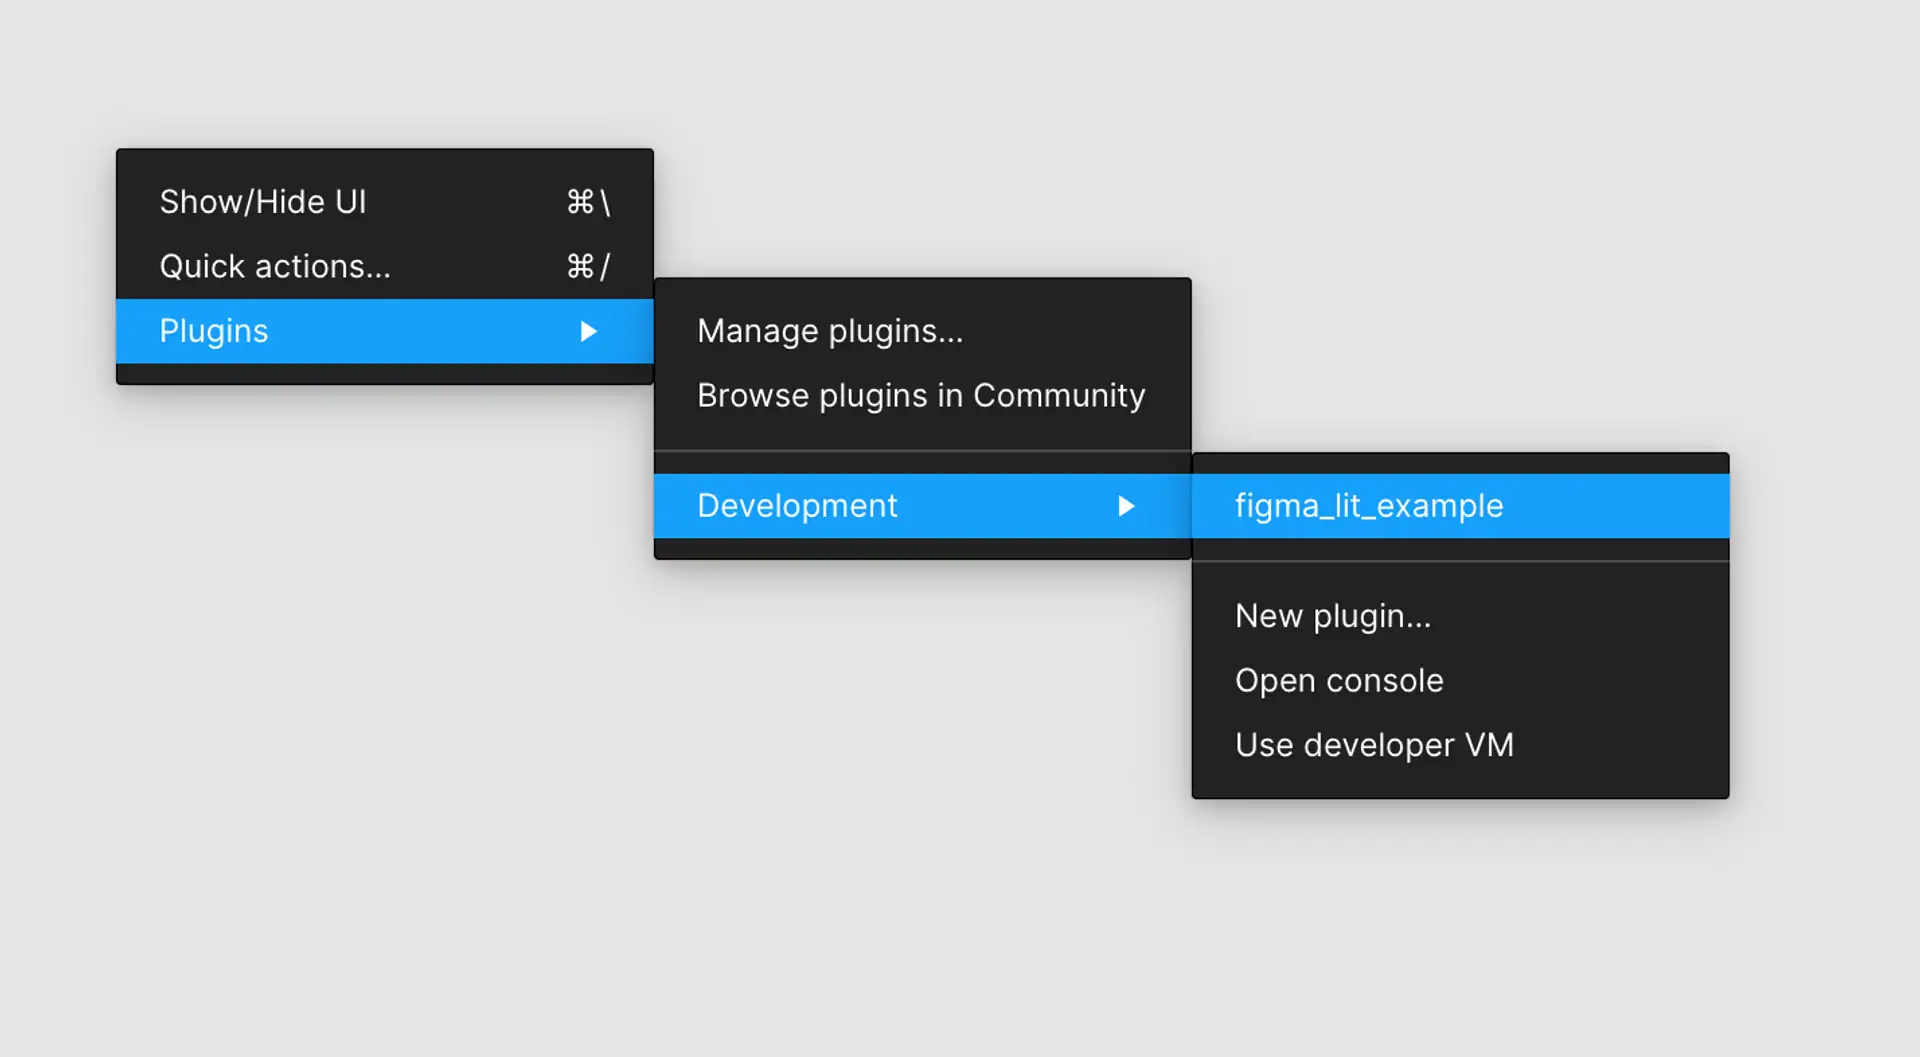 Show/Hide UI ⌘\
Quick actions... ⌘/
Plugins
Manage plugins...
Browse plugins in Community
Development
figma_lit_example
New plugin...
Open console
Use developer VM